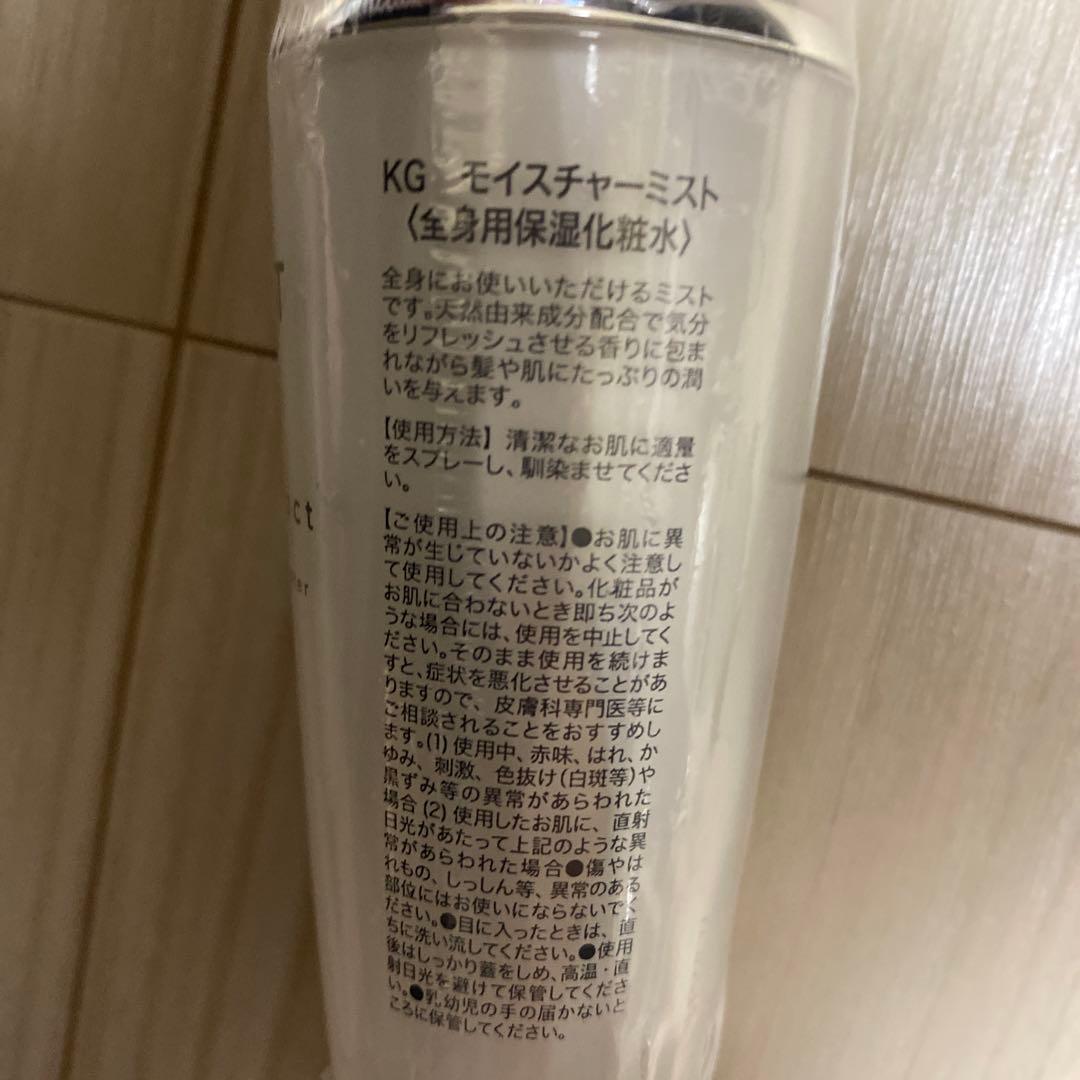 KG モイスチャーミスト
〈全身用保湿化粧水〉
全身にお使いいただけるミスト
です。天然由来成分配合で気分
をリフレッシュさせる香りに包ま
れながら髪や肌にたっぷりの潤
いを与えます。
【使用方法】清潔なお肌に適量
をスプレーし、馴染ませてくださ
い。
【ご使用上の注意】●お肌に異
常が生じていないかよく注意し
て使用してください。化粧品が
お肌に合わないとき即ち次のよ
うな場合には、使用を中止してく
ださい。そのまま使用を続けま
すと、症状を悪化させることがあ
りますので、皮膚科専門医等に
ご相談されることをおすすめし
ます。(1)使用中、赤味、はれ、か
ゆみ、刺激、色抜け(白斑等)や
黒ずみ等の異常があらわれた
場合(2)使用したお肌に、直射
日光があたって上記のような異
常があらわれた場合●傷やは
れもの、しっしん等、異常のある
部位にはお使いにならないでく
ださい。●目に入ったときは、直
ちに洗い流してください。●使用
後はしっかり蓋をしめ、高温・直
射日光を避けて保管してくださ
い。●乳幼児の手の届かないと
ころに保管してください。